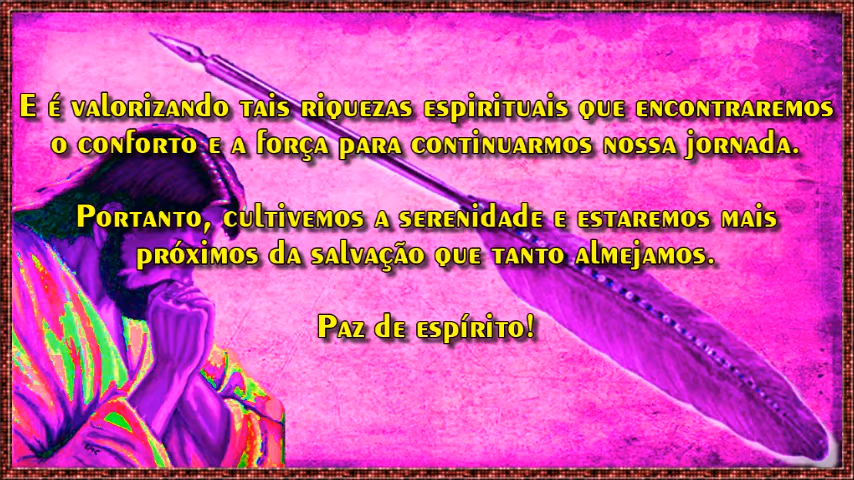 E é valorizando tais riquezas espirituais que encontraremos
o conforto e a força para continuarmos nossa jornada.
Portanto, cultivemos a serenidade e estaremos mais
próximos da salvação que tanto almejamos.
Paz de espírito!